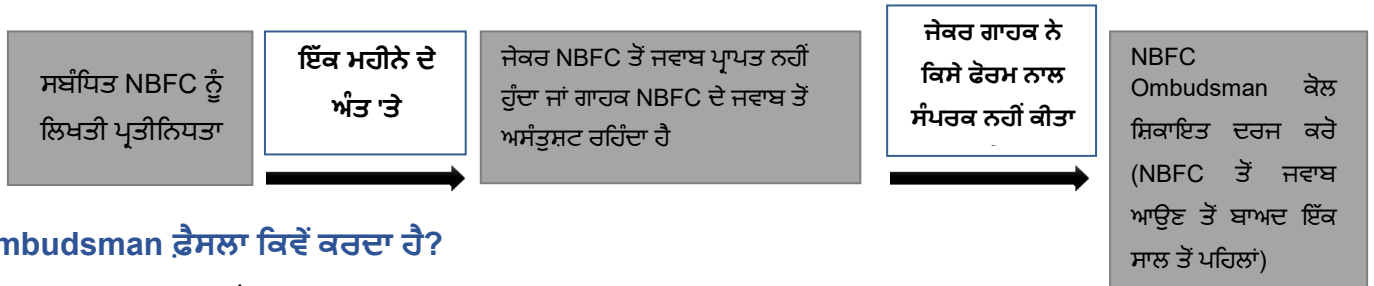 ਸਬੰਧਿਤ NBFC ਨੂੰ
ਲਿਖਤੀ ਪ੍ਰਤੀਨਿਧਤਾ
ਇੱਕ ਮਹੀਨੇ ਦੇ
ਅੰਤ 'ਤੇ
ਜੇਕਰ NBFC ਤੋਂ ਜਵਾਬ ਪ੍ਰਾਪਤ ਨਹੀਂ
ਹੁੰਦਾ ਜਾਂ ਗਾਹਕ NBFC ਦੇ ਜਵਾਬ ਤੋਂ
ਅਸੰਤੁਸ਼ਟ ਰਹਿੰਦਾ ਹੈ
ਜੇਕਰ ਗਾਹਕ ਨੇ
ਕਿਸੇ ਫੋਰਮ ਨਾਲ
ਸੰਪਰਕ ਨਹੀਂ ਕੀਤਾ
NBFC
Ombudsman ਕੋਲ
ਸ਼ਿਕਾਇਤ ਦਰਜ ਕਰੋ
(NBFC ਤੋਂ ਜਵਾਬ
ਆਉਣ ਤੋਂ ਬਾਅਦ ਇੱਕ
ਸਾਲ ਤੋਂ ਪਹਿਲਾਂ)
mbudsman ਫ਼ੈਸਲਾ ਕਿਵੇਂ ਕਰਦਾ ਹੈ?